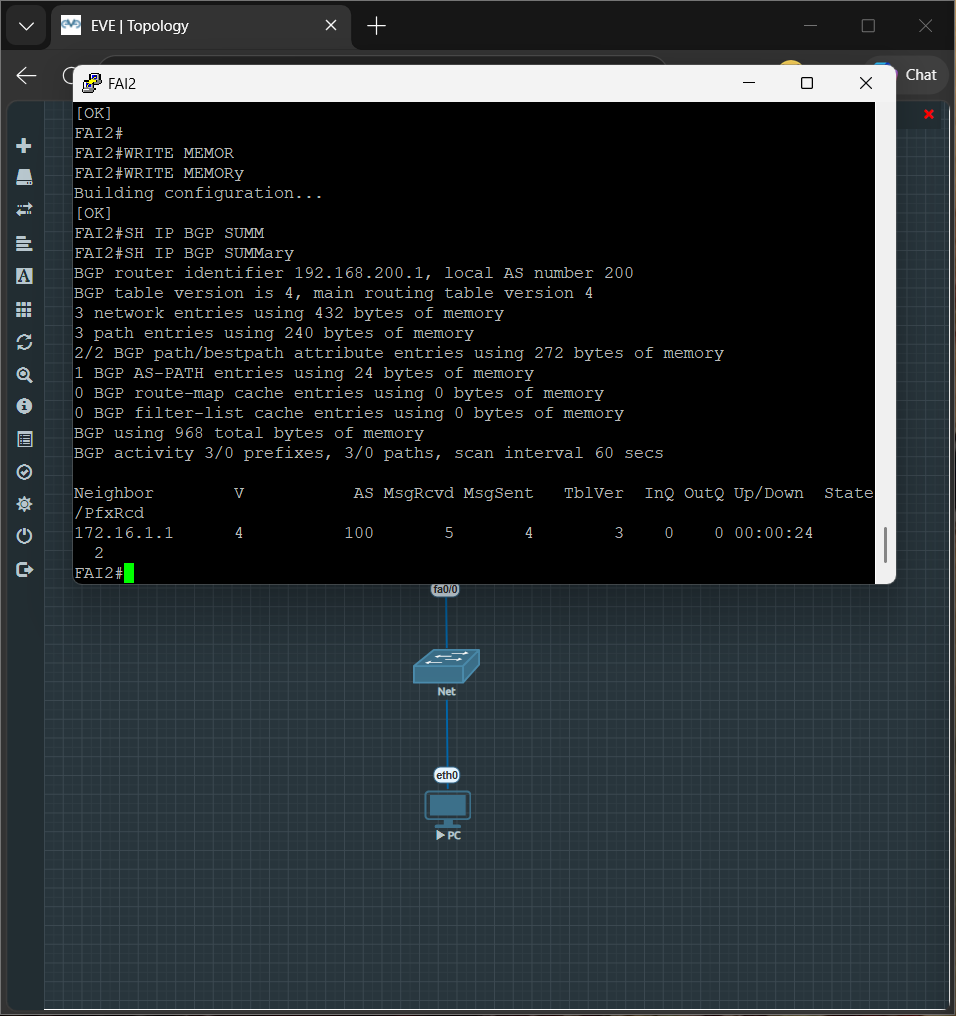 EVE | Topology
Chat
FAI2
[OK]
FAI2#
FAI2#WRITE MEMOR
FAI2#WRITE MEMORy
Building configuration...
[OK]
FAI2#SH IP BGP SUMM
FAI2#SH IP BGP SUMMary
BGP router identifier 192.168.200.1, local AS number 200
BGP table version is 4, main routing table version 4
3 network entries using 432 bytes of memory
3 path entries using 240 bytes of memory
2/2 BGP path/bestpath attribute entries using 272 bytes of memory
1 BGP AS-PATH entries using 24 bytes of memory
0 BGP route-map cache entries using 0 bytes of memory
0 BGP filter-list cache entries using 0 bytes of memory
BGP using 968 total bytes of memory
BGP activity 3/0 prefixes, 3/0 paths, scan interval 60 secs
Neighbor        V           AS MsgRcvd MsgSent   TblVer  InQ OutQ Up/Down  State
/PfxRcd
172.16.1.1      4          100       5       4        3    0    0 00:00:24
  2
FAI2#
fa0/0
Net
eth0
PC